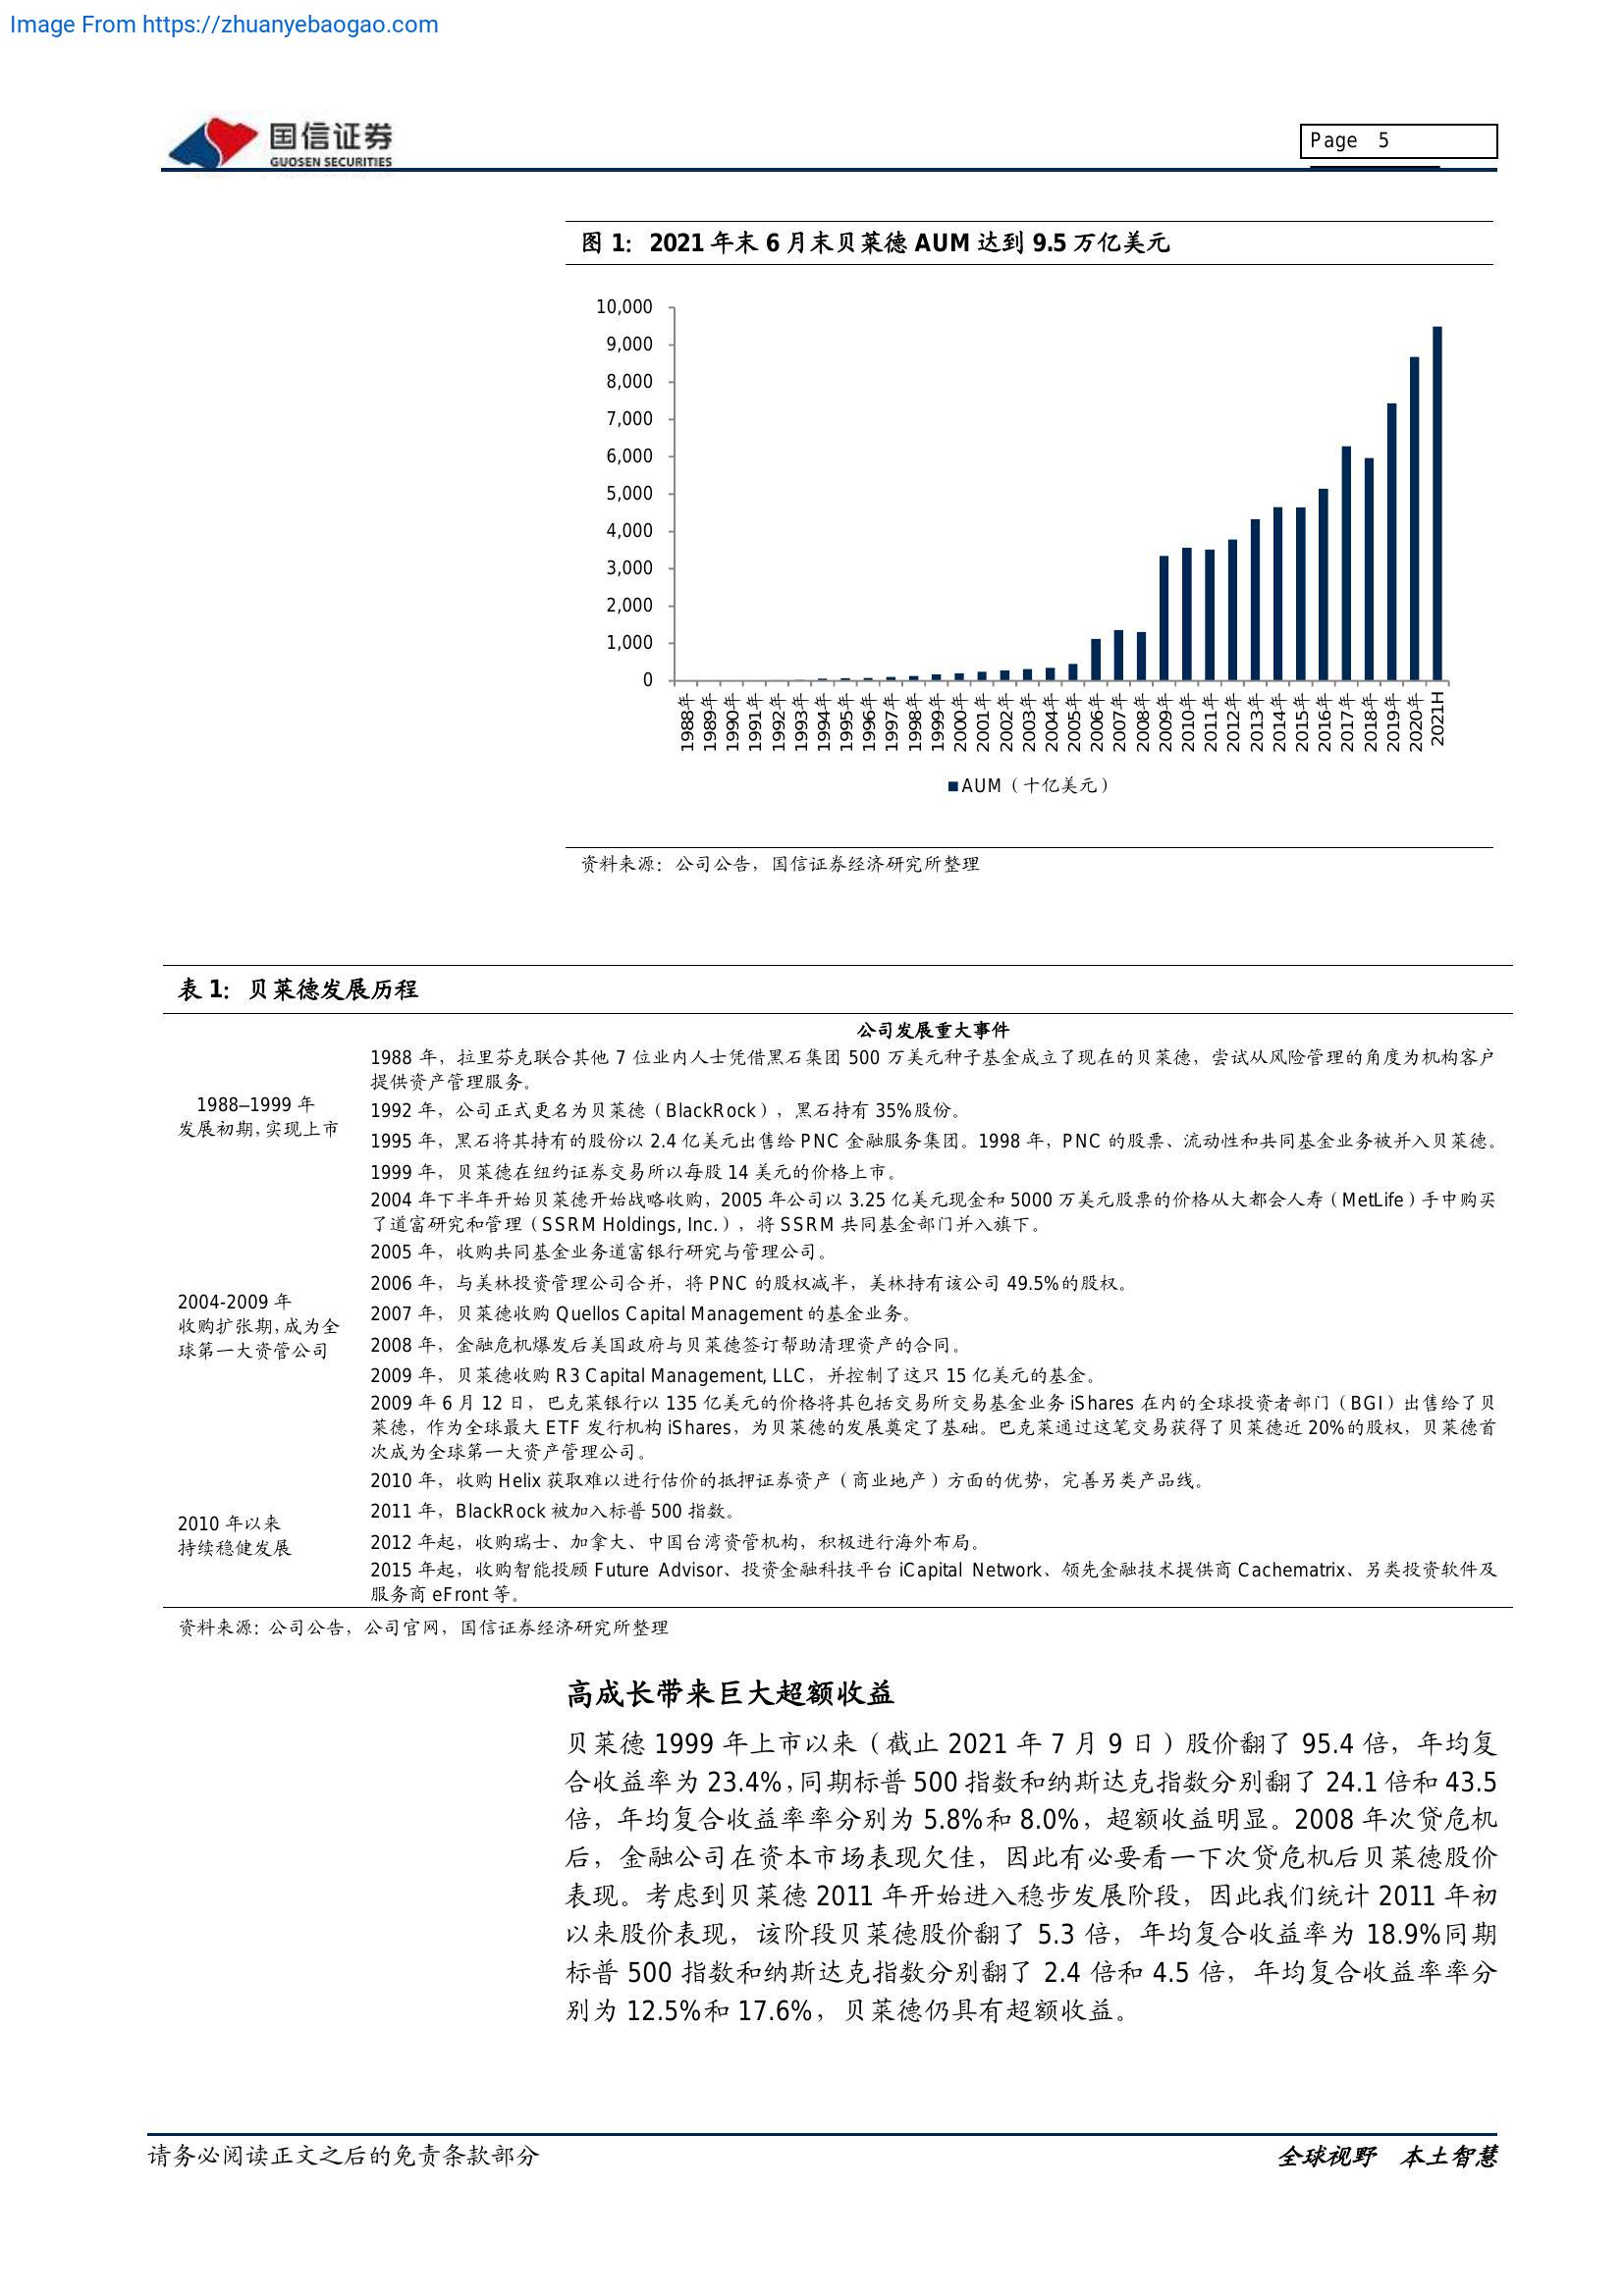 Image From https://zhuanyebaogao.com
国信证券
GUOSEN SECURITIES
Page 5
图 1：2021 年末 6 月末贝莱德 AUM 达到 9.5 万亿美元
10,000
9,000
8,000
7,000
6,000
5,000
4,000
3,000
2,000
1,000
0
1988年
1989年
1990年
1991年
1992年
1993年
1994年
1995年
1996年
1997年
1998年
1999年
2000年
2001年
2002年
2003年
2004年
2005年
2006年
2007年
2008年
2009年
2010年
2011年
2012年
2013年
2014年
2015年
2016年
2017年
2018年
2019年
2020年
2021H
AUM（十亿美元）
资料来源：公司公告，国信证券经济研究所整理
表 1：贝莱德发展历程
公司发展重大事件
1988–1999 年
发展初期，实现上市
1988 年，拉里芬克联合其他 7 位业内人士凭借黑石集团 500 万美元种子基金成立了现在的贝莱德，尝试从风险管理的角度为机构客户
提供资产管理服务。
1992 年，公司正式更名为贝莱德（BlackRock），黑石持有 35%股份。
1995 年，黑石将其持有的股份以 2.4 亿美元出售给 PNC 金融服务集团。1998 年，PNC 的股票、流动性和共同基金业务被并入贝莱德。
1999 年，贝莱德在纽约证券交易所以每股 14 美元的价格上市。
2004-2009 年
收购扩张期，成为全
球第一大资管公司
2004 年下半年开始贝莱德开始战略收购，2005 年公司以 3.25 亿美元现金和 5000 万美元股票的价格从大都会人寿（MetLife）手中购买
了道富研究和管理（SSRM Holdings, Inc.），将 SSRM 共同基金部门并入旗下。
2005 年，收购共同基金业务道富银行研究与管理公司。
2006 年，与美林投资管理公司合并，将 PNC 的股权减半，美林持有该公司 49.5%的股权。
2007 年，贝莱德收购 Quellos Capital Management 的基金业务。
2008 年，金融危机爆发后美国政府与贝莱德签订帮助清理资产的合同。
2009 年，贝莱德收购 R3 Capital Management, LLC，并控制了这只 15 亿美元的基金。
2009 年 6 月 12 日，巴克莱银行以 135 亿美元的价格将其包括交易所交易基金业务 iShares 在内的全球投资者部门（BGI）出售给了贝
莱德，作为全球最大 ETF 发行机构 iShares，为贝莱德的发展奠定了基础。巴克莱通过这笔交易获得了贝莱德近 20%的股权，贝莱德首
次成为全球第一大资产管理公司。
2010 年以来
持续稳健发展
2010 年，收购 Helix 获取难以进行估价的抵押证券资产（商业地产）方面的优势，完善另类产品线。
2011 年，BlackRock 被加入标普 500 指数。
2012 年起，收购瑞士、加拿大、中国台湾资管机构，积极进行海外布局。
2015 年起，收购智能投顾 Future Advisor、投资金融科技平台 iCapital Network、领先金融技术提供商 Cachematrix、另类投资软件及
服务商 eFront 等。
资料来源：公司公告，公司官网，国信证券经济研究所整理
高成长带来巨大超额收益
贝莱德 1999 年上市以来（截止 2021 年 7 月 9 日）股价翻了 95.4 倍，年均复
合收益率为 23.4%，同期标普 500 指数和纳斯达克指数分别翻了 24.1 倍和 43.5
倍，年均复合收益率率分别为 5.8%和 8.0%，超额收益明显。2008 年次贷危机
后，金融公司在资本市场表现欠佳，因此有必要看一下次贷危机后贝莱德股价
表现。考虑到贝莱德 2011 年开始进入稳步发展阶段，因此我们统计 2011 年初
以来股价表现，该阶段贝莱德股价翻了 5.3 倍，年均复合收益率为 18.9%同期
标普 500 指数和纳斯达克指数分别翻了 2.4 倍和 4.5 倍，年均复合收益率率分
别为 12.5%和 17.6%，贝莱德仍具有超额收益。
请务必阅读正文之后的免责条款部分
全球视野 本土智慧